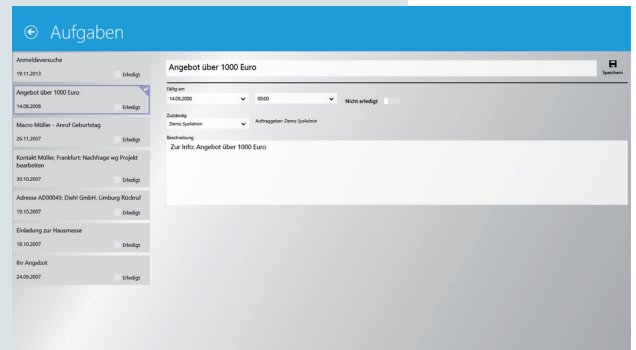 Aufgaben
Anmeldeversuche
19.11.2013 Erledigt
Angebot über 1000 Euro
14.08.2008 Erledigt
Macro Müller - Anruf Geburtstag
26.11.2007 Erledigt
Kontakt Müller, Frankfurt: Nachfrage wg Projekt
bearbeiten
30.10.2007 Erledigt
Adresse AD00049, Diehl GmbH, Limburg Rückruf
19.10.2007 Erledigt
Einladung zur Hausmesse
18.10.2007 Erledigt
Ihr Angebot
24.09.2007 Erledigt
Angebot über 1000 Euro
Speichern
Fällig am
14.08.2008 00:00 Nicht erledigt
Zuständig
Demo SysAdmin Auftraggeber: Demo SysAdmin
Beschreibung
Zur Info: Angebot über 1000 Euro